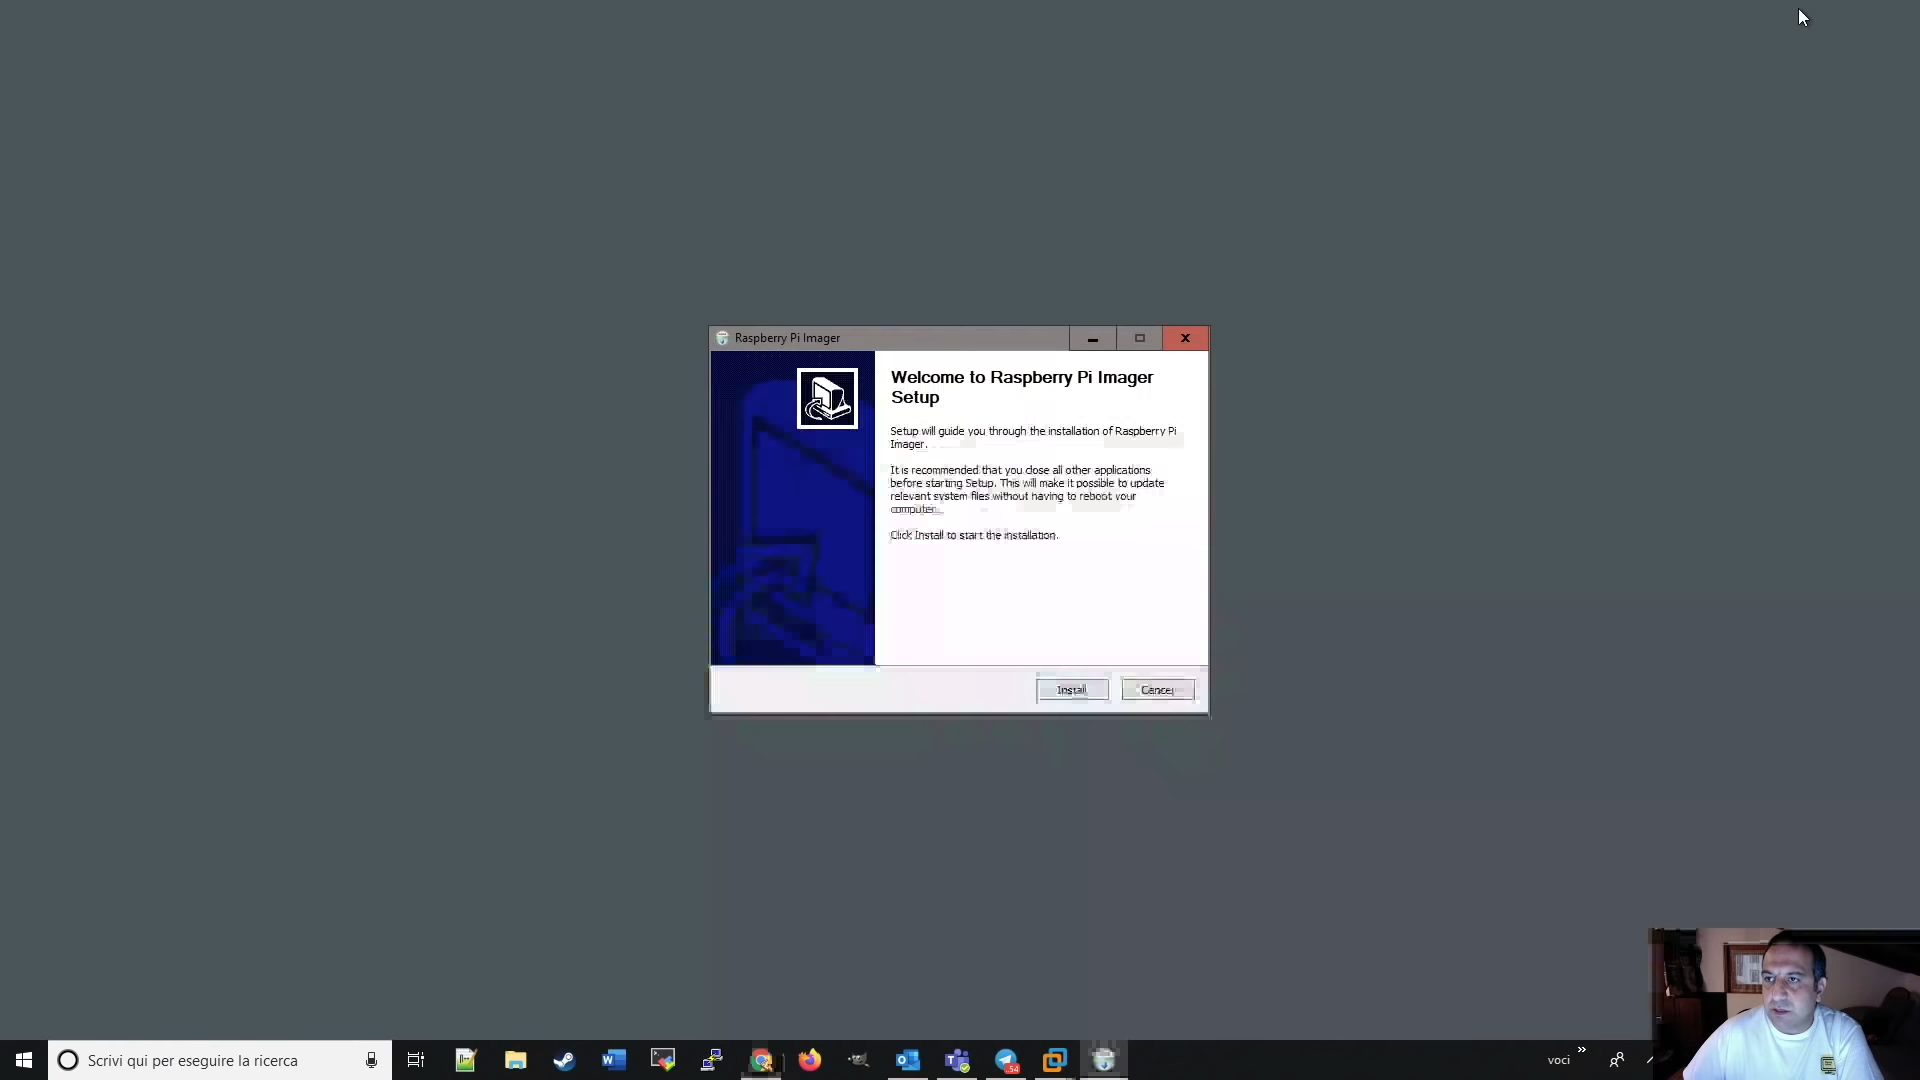 Raspberry Pi Imager
Welcome to Raspberry Pi Imager
Setup
Setup will guide you through the installation of Raspberry Pi
Imager.
It is recommended that you close all other applications
before starting Setup. This will make it possible to update
relevant system files without having to reboot your
computer.
Click Install to start the installation.
Install
Cancel
Scrivi qui per eseguire la ricerca
54
voci